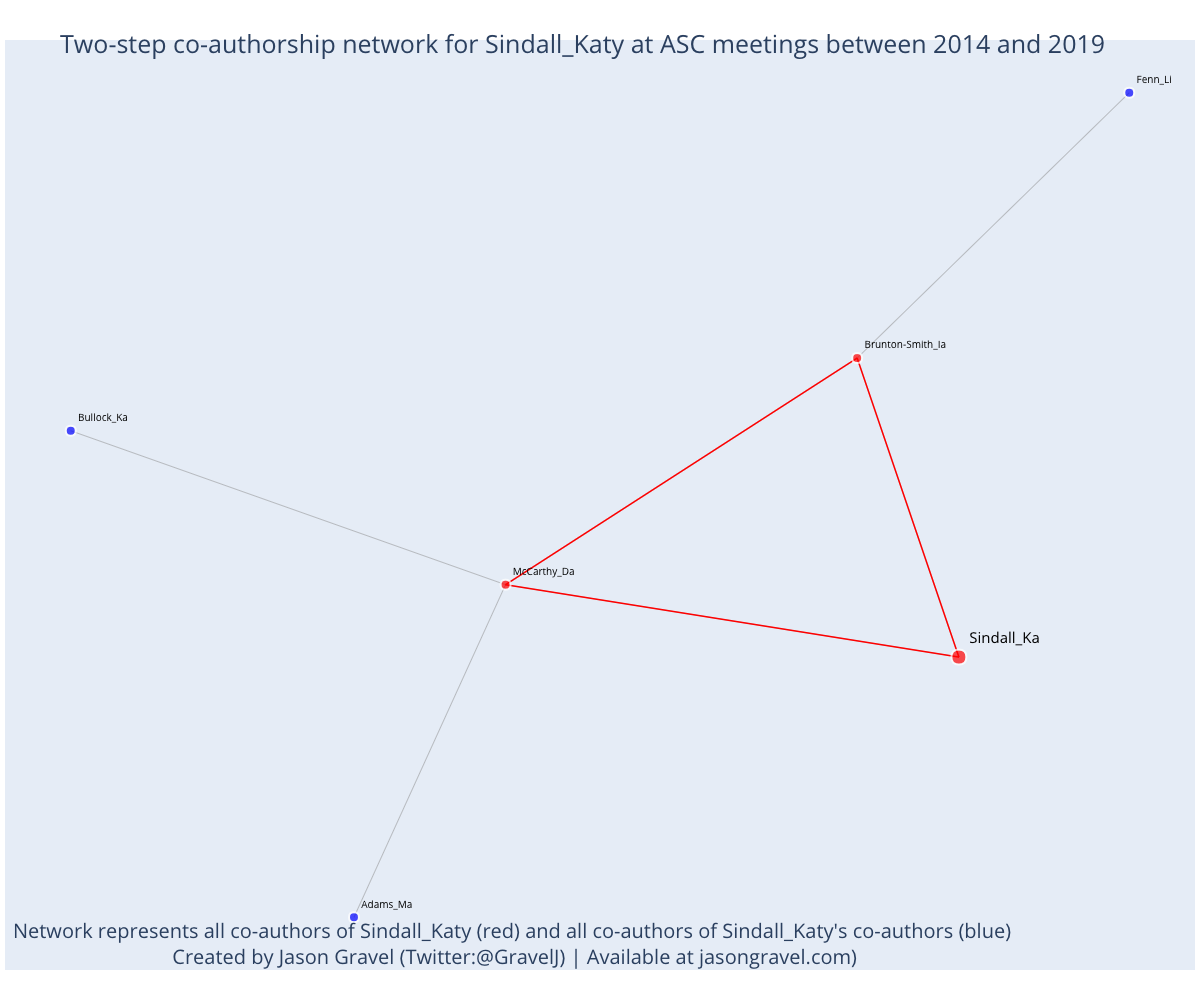 Two-step co-authorship network for Sindall_Katy at ASC meetings between 2014 and 2019
Fenn_Li
Brunton-Smith_Ia
Bullock_Ka
McCarthy_Da
Sindall_Ka
Adams_Ma
Network represents all co-authors of Sindall_Katy (red) and all co-authors of Sindall_Katy's co-authors (blue)
Created by Jason Gravel (Twitter:@GravelJ) | Available at jasongravel.com)